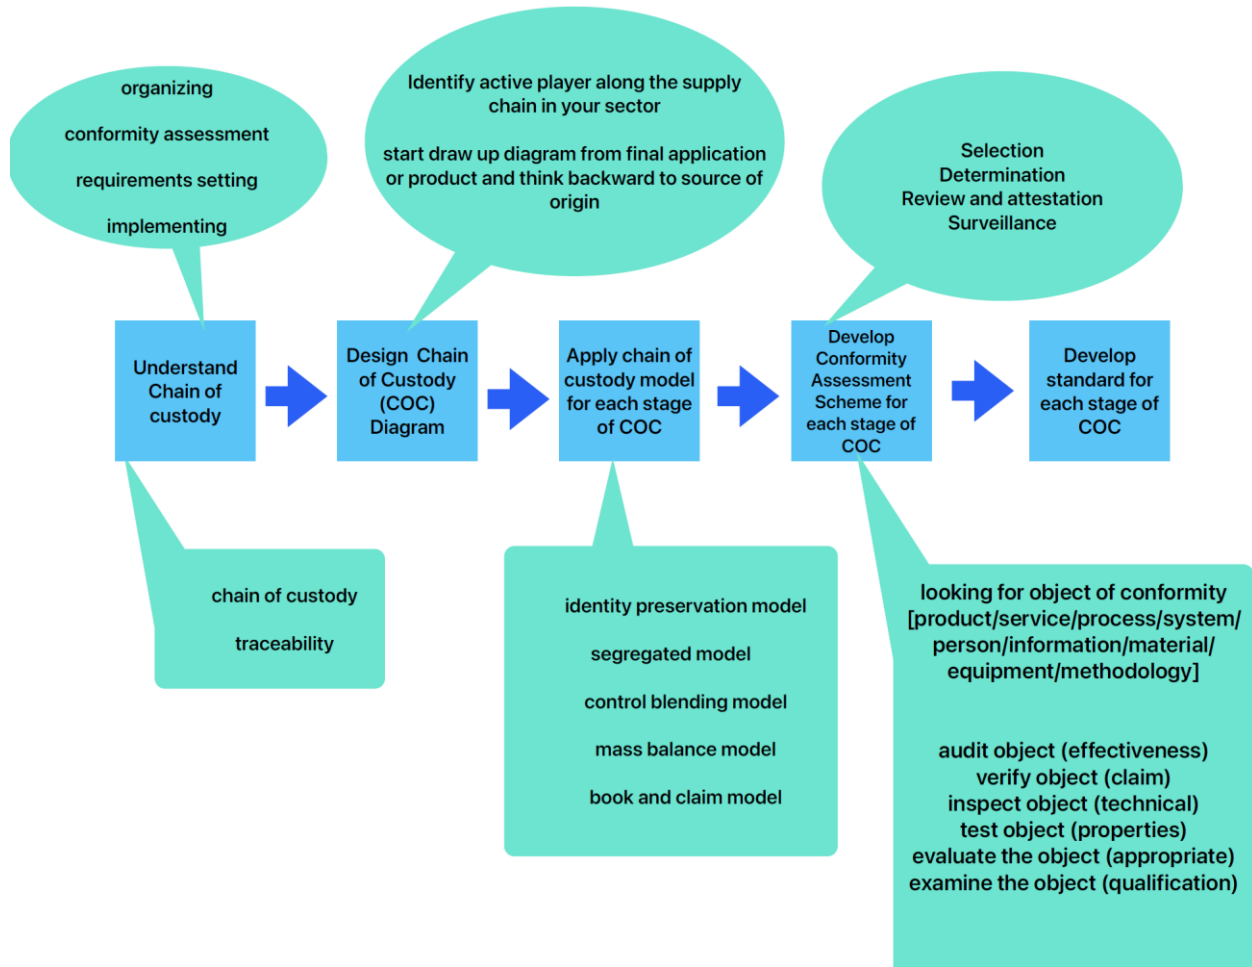 organizing
conformity assessment
requirements setting
implementing
Identify active player along the supply
chain in your sector
start draw up diagram from final application
or product and think backward to source of
origin
Selection
Determination
Review and attestation
Surveillance
Understand
Chain of
custody
Design Chain
of Custody
(COC)
Diagram
Apply chain of
custody model
for each stage
of COC
Develop
Conformity
Assessment
Scheme for
each stage of
COC
Develop
standard for
each stage of
COC
chain of custody
traceability
identity preservation model
segregated model
control blending model
mass balance model
book and claim model
looking for object of conformity
[product/service/process/system/
person/information/material/
equipment/methodology]
audit object (effectiveness)
verify object (claim)
inspect object (technical)
test object (properties)
evaluate the object (appropriate)
examine the object (qualification)